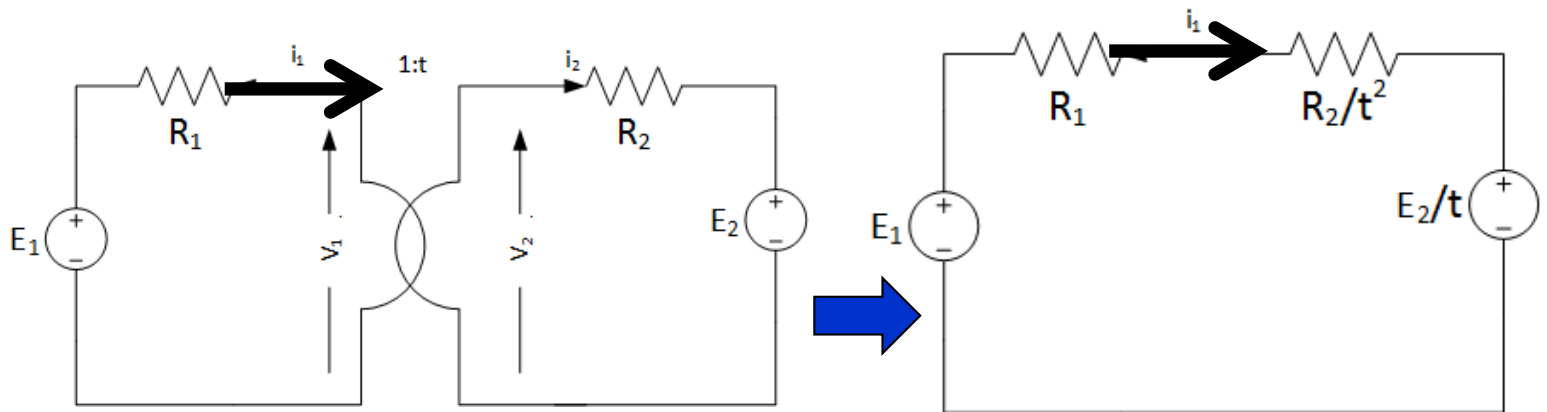 i₁
1:t
i₂
R₁
R₂
V₁
V₂
E₁
+
−
E₂
+
−
i₁
R₁
R₂/t²
E₁
+
−
E₂/t
+
−